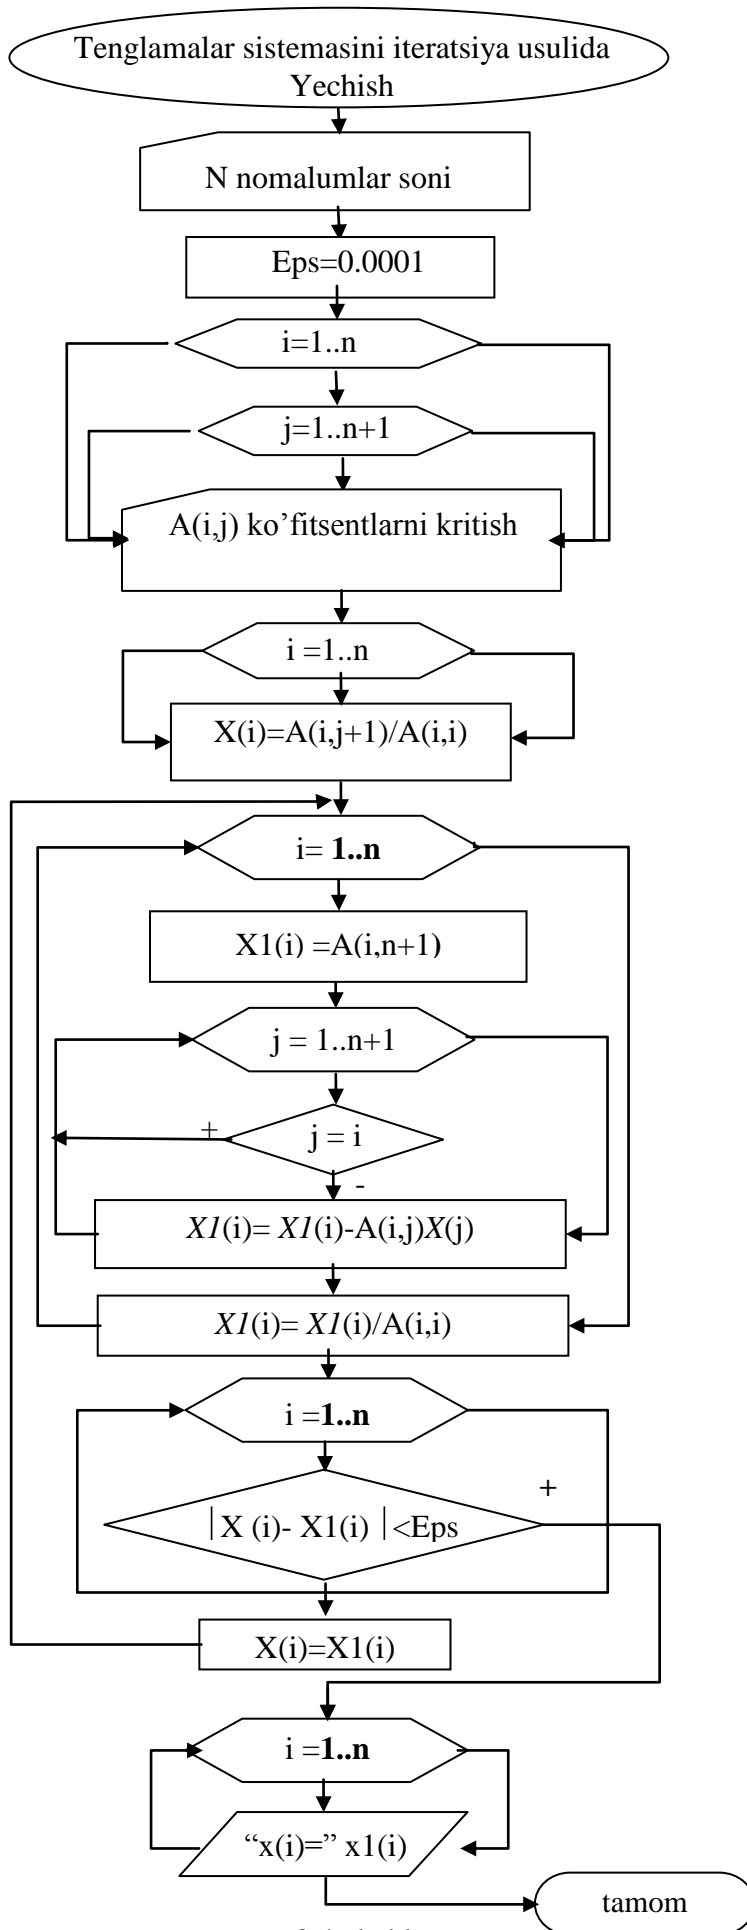 Tenglamalar sistemasini iteratsiya usulida
Yechish
N nomalumlar soni
Eps=0.0001
i=1..n
j=1..n+1
A(i,j) ko’fitsentlarni kritish
i =1..n
X(i)=A(i,j+1)/A(i,i)
i= 1..n
X1(i) =A(i,n+1)
j = 1..n+1
+
j = i
-
X1(i)= X1(i)-A(i,j)X(j)
X1(i)= X1(i)/A(i,i)
i =1..n
+
|X (i)- X1(i) |<Eps
X(i)=X1(i)
i =1..n
“x(i)=” x1(i)
tamom